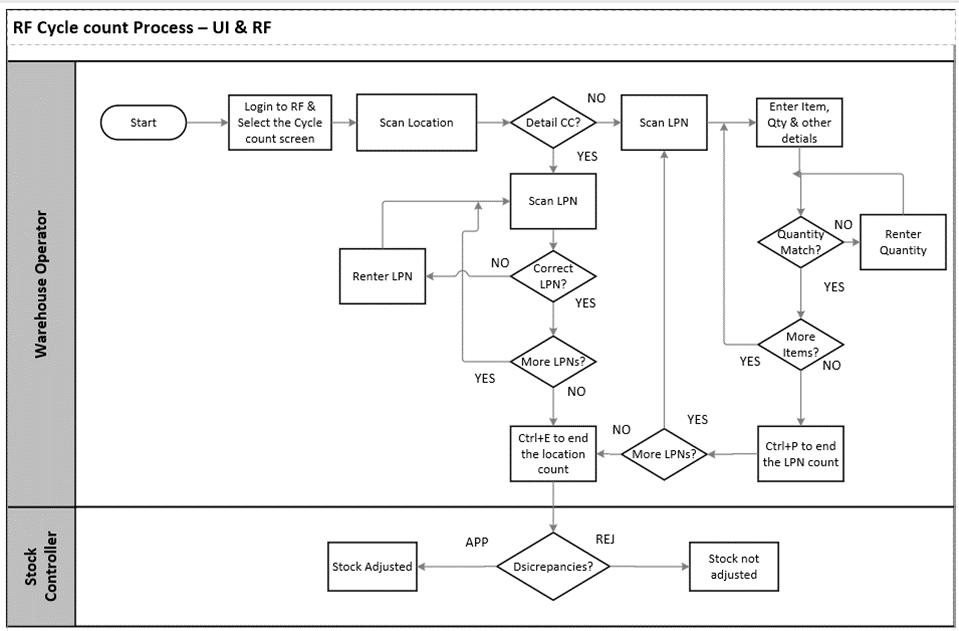 RF Cycle count Process – UI & RF
Warehouse Operator
Start
Login to RF &
Select the Cycle
count screen
Scan Location
Detail CC?
NO
Scan LPN
Enter Item,
Qty & other
detials
YES
Scan LPN
Quantity
Match?
NO
Renter
Quantity
Renter LPN
NO
Correct
LPN?
YES
YES
More
Items?
YES
NO
More LPNs?
YES
NO
Ctrl+E to end
the location
count
NO
More LPNs?
YES
Ctrl+P to end
the LPN count
Stock
Controller
APP
Stock Adjusted
Dsicrepancies?
REJ
Stock not
adjusted